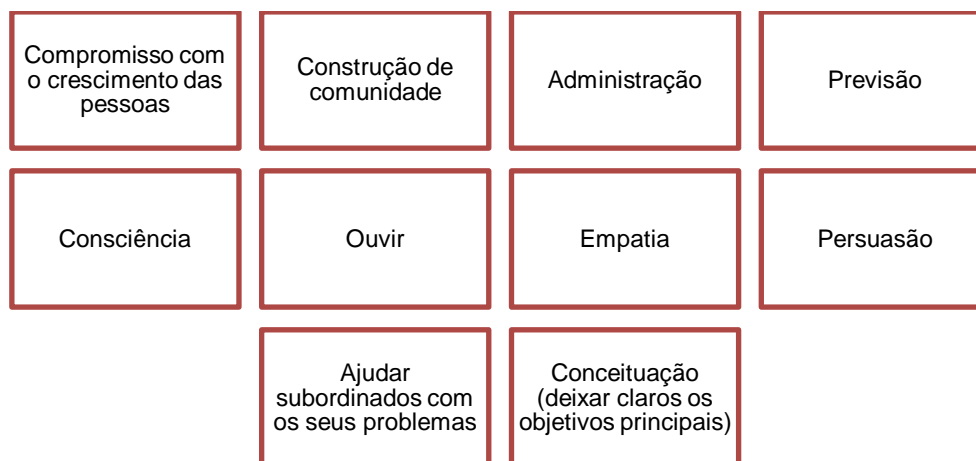 Compromisso com
o crescimento das
pessoas
Construção de
comunidade
Administração
Previsão
Consciência
Ouvir
Empatia
Persuasão
Ajudar
subordinados com
os seus problemas
Conceituação
(deixar claros os
objetivos principais)